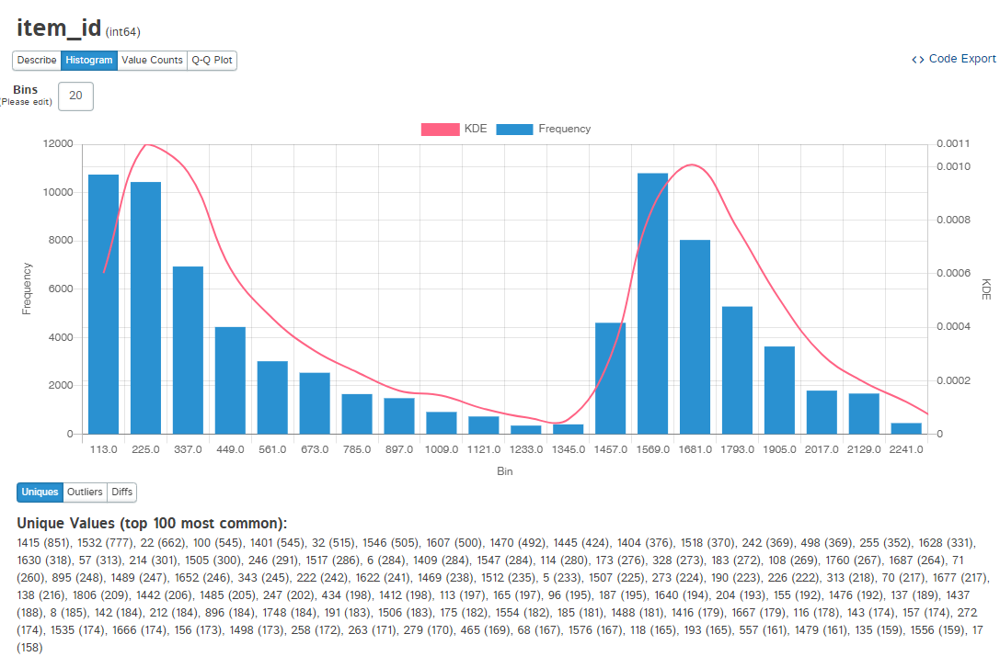 item_id (int64)
Describe Histogram Value Counts Q-Q Plot
<> Code Export
Bins
(Please edit)
20
KDE Frequency
12000
10000
8000
6000
4000
2000
0
Frequency
0.0011
0.0010
0.0008
0.0006
0.0004
0.0002
0
KDE
113.0 225.0 337.0 449.0 561.0 673.0 785.0 897.0 1009.0 1121.0 1233.0 1345.0 1457.0 1569.0 1681.0 1793.0 1905.0 2017.0 2129.0 2241.0
Bin
Uniques Outliers Diffs
Unique Values (top 100 most common):
1415 (851), 1532 (777), 22 (662), 100 (545), 1401 (545), 32 (515), 1546 (505), 1607 (500), 1470 (492), 1445 (424), 1404 (376), 1518 (370), 242 (369), 498 (369), 255 (352), 1628 (331),
1630 (318), 57 (313), 214 (301), 1505 (300), 246 (291), 1517 (286), 6 (284), 1409 (284), 1547 (284), 114 (280), 173 (276), 328 (273), 183 (272), 108 (269), 1760 (267), 1687 (264), 71
(260), 895 (248), 1489 (247), 1652 (246), 343 (245), 222 (242), 1622 (241), 1469 (238), 1512 (235), 5 (233), 1507 (225), 273 (224), 190 (223), 226 (222), 313 (218), 70 (217), 1677 (217),
138 (216), 1806 (209), 1442 (206), 1485 (205), 247 (202), 434 (198), 1412 (198), 113 (197), 165 (197), 96 (195), 187 (195), 1640 (194), 204 (193), 155 (192), 1476 (192), 137 (189), 1437
(188), 8 (185), 142 (184), 212 (184), 896 (184), 1748 (184), 191 (183), 1506 (183), 175 (182), 1554 (182), 185 (181), 1488 (181), 1416 (179), 1667 (179), 116 (178), 143 (174), 157 (174), 272
(174), 1535 (174), 1666 (174), 156 (173), 1498 (173), 258 (172), 263 (171), 279 (170), 465 (169), 68 (167), 1576 (167), 118 (165), 193 (165), 557 (161), 1479 (161), 135 (159), 1556 (159), 17
(158)